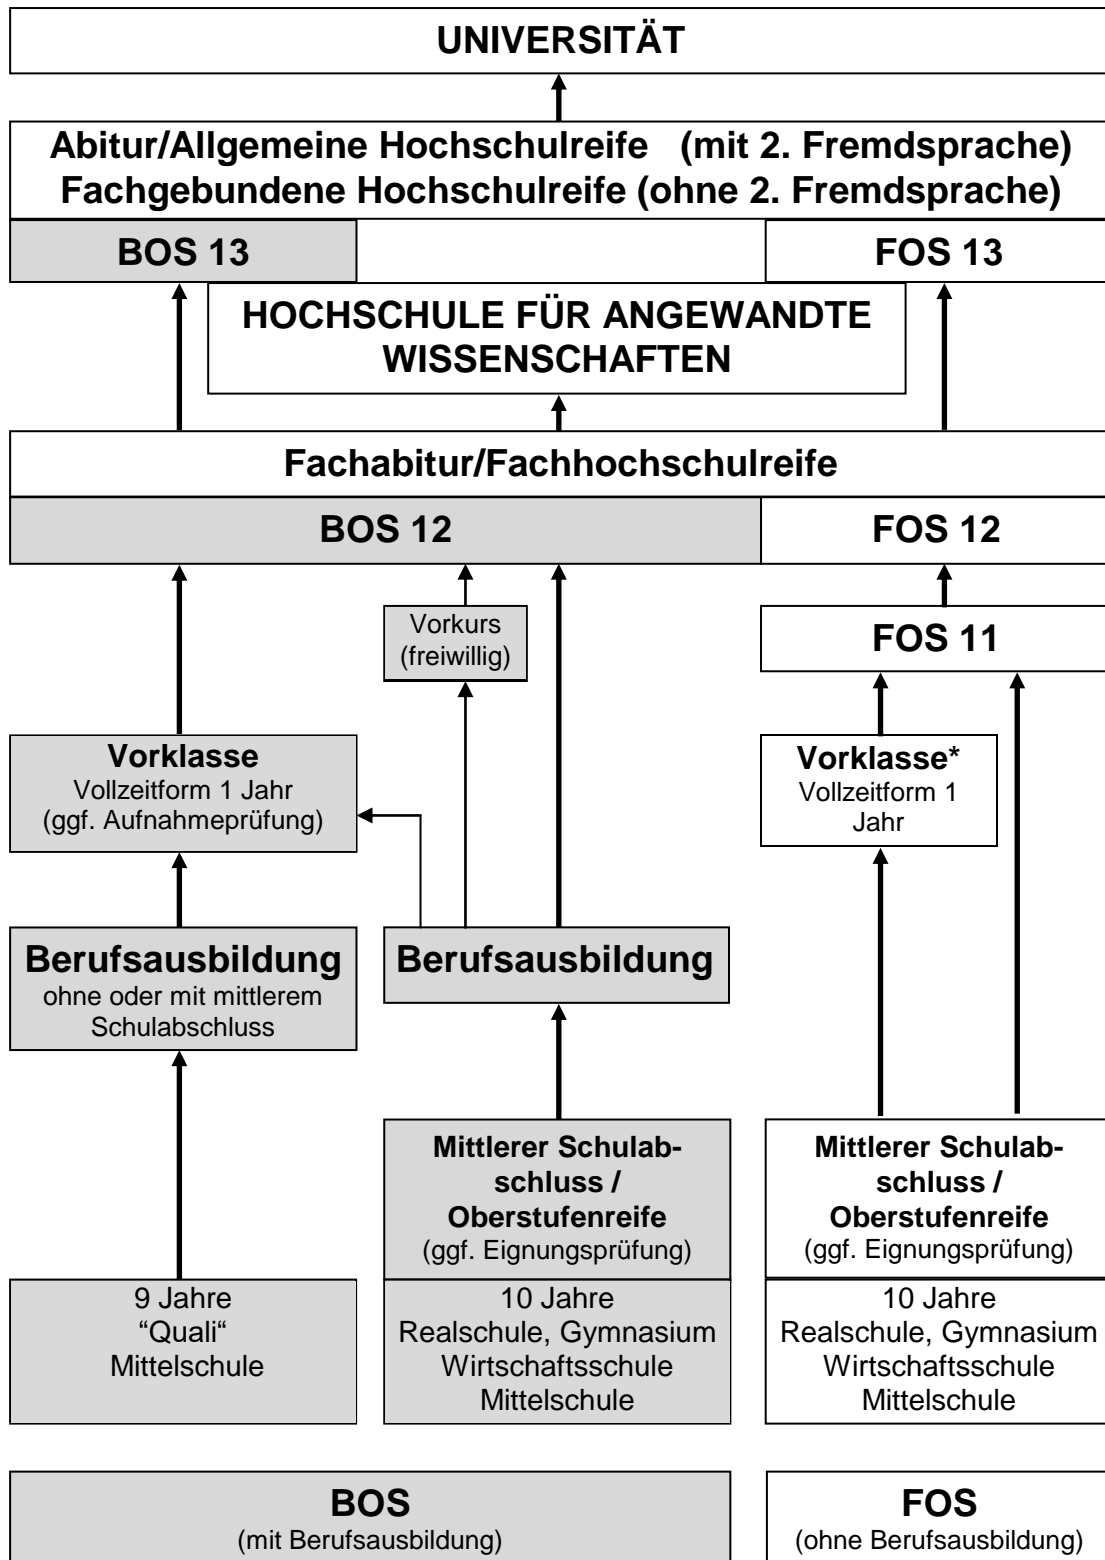 UNIVERSITÄT
Abitur/Allgemeine Hochschulreife (mit 2. Fremdsprache)
Fachgebundene Hochschulreife (ohne 2. Fremdsprache)
BOS 13
FOS 13
HOCHSCHULE FÜR ANGEWANDTE
WISSENSCHAFTEN
Fachabitur/Fachhochschulreife
BOS 12
FOS 12
Vorkurs
(freiwillig)
FOS 11
Vorklasse
Vollzeitform 1 Jahr
(ggf. Aufnahmeprüfung)
Vorklasse*
Vollzeitform 1
Jahr
Berufsausbildung
ohne oder mit mittlerem
Schulabschluss
Berufsausbildung
Mittlerer Schulab-
schluss /
Oberstufenreife
(ggf. Eignungsprüfung)
Mittlerer Schulab-
schluss /
Oberstufenreife
(ggf. Eignungsprüfung)
9 Jahre
“Quali“
Mittelschule
10 Jahre
Realschule, Gymnasium
Wirtschaftsschule
Mittelschule
10 Jahre
Realschule, Gymnasium
Wirtschaftsschule
Mittelschule
BOS
(mit Berufsausbildung)
FOS
(ohne Berufsausbildung)